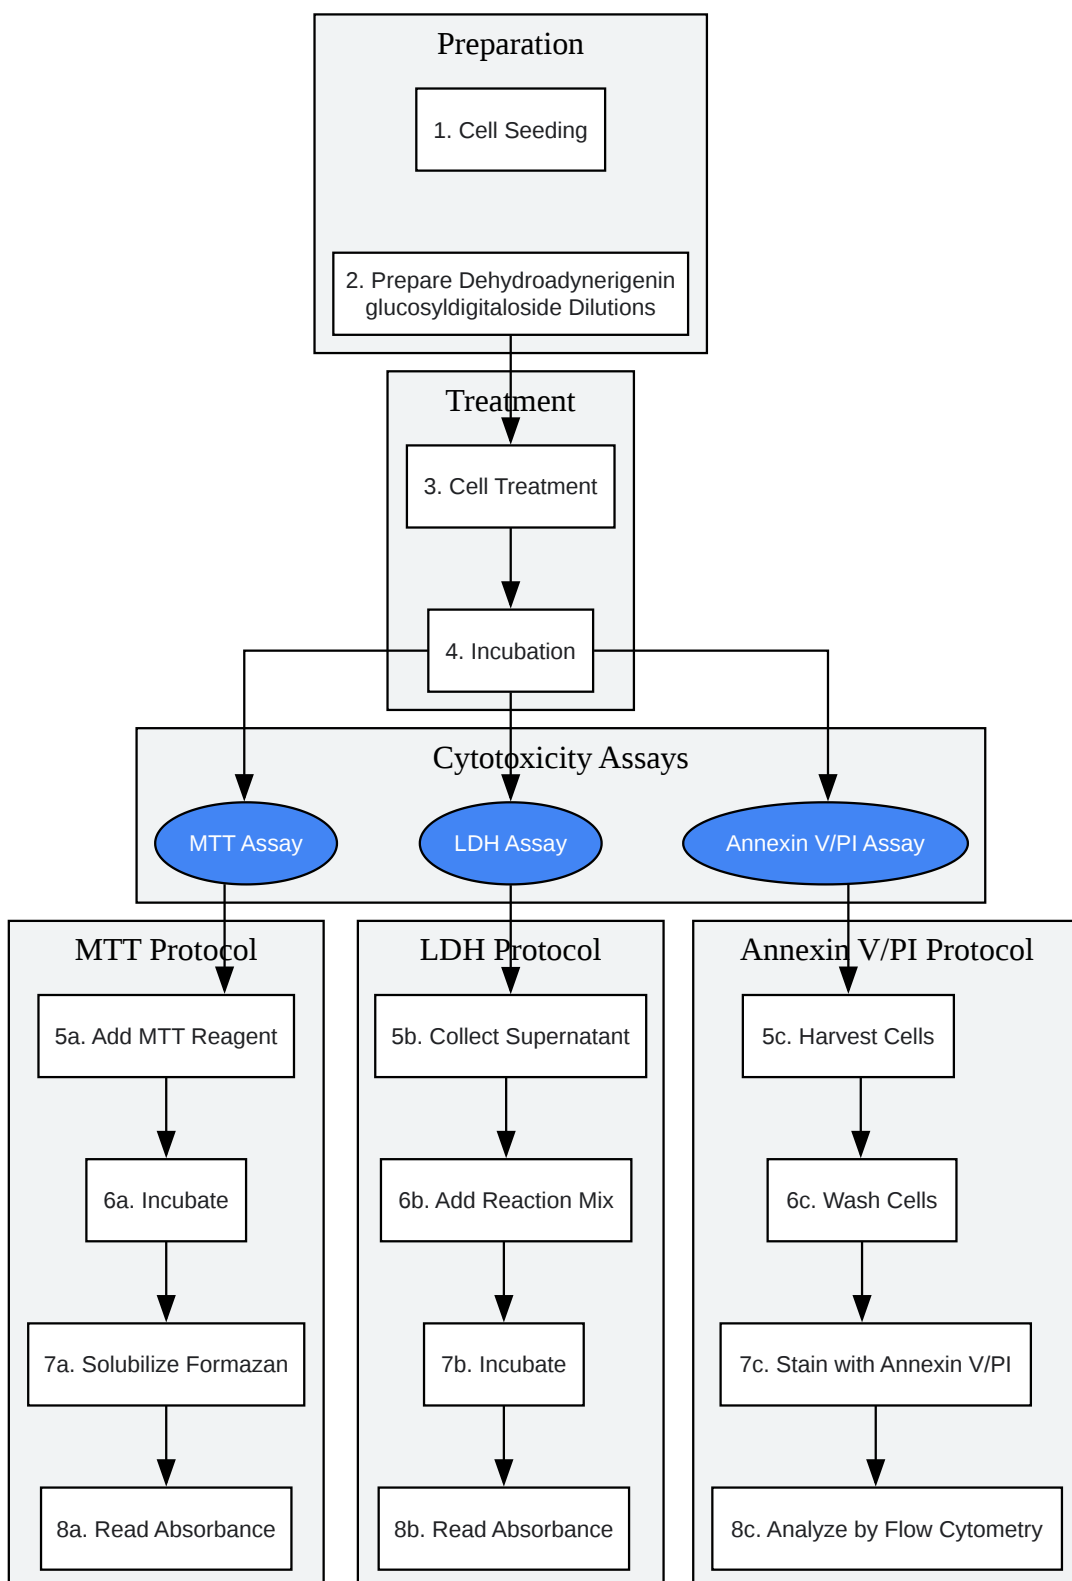 Preparation
1. Cell Seeding
2. Prepare Dehydroadynerigenin
glucosyldigitaloside Dilutions
Treatment
3. Cell Treatment
4. Incubation
Cytotoxicity Assays
MTT Assay
LDH Assay
Annexin V/PI Assay
MTT Protocol
5a. Add MTT Reagent
6a. Incubate
7a. Solubilize Formazan
8a. Read Absorbance
LDH Protocol
5b. Collect Supernatant
6b. Add Reaction Mix
7b. Incubate
8b. Read Absorbance
Annexin V/PI Protocol
5c. Harvest Cells
6c. Wash Cells
7c. Stain with Annexin V/PI
8c. Analyze by Flow Cytometry